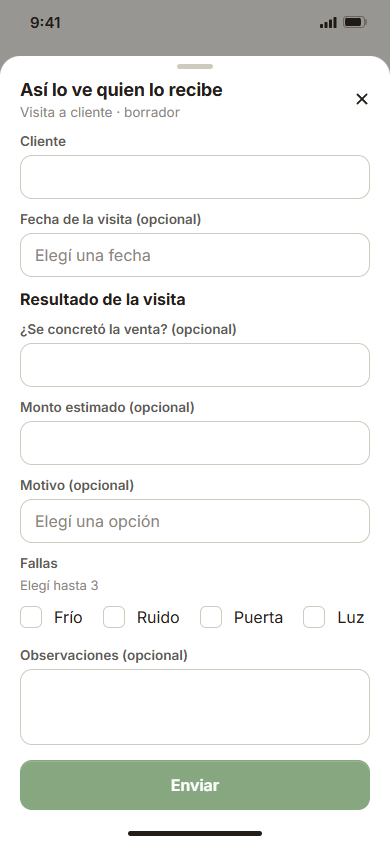 9:41
Así lo ve quien lo recibe
Visita a cliente · borrador
Cliente
Fecha de la visita (opcional)
Elegí una fecha
Resultado de la visita
¿Se concretó la venta? (opcional)
Monto estimado (opcional)
Motivo (opcional)
Elegí una opción
Fallas
Elegí hasta 3
Frío Ruido Puerta Luz
Observaciones (opcional)
Enviar